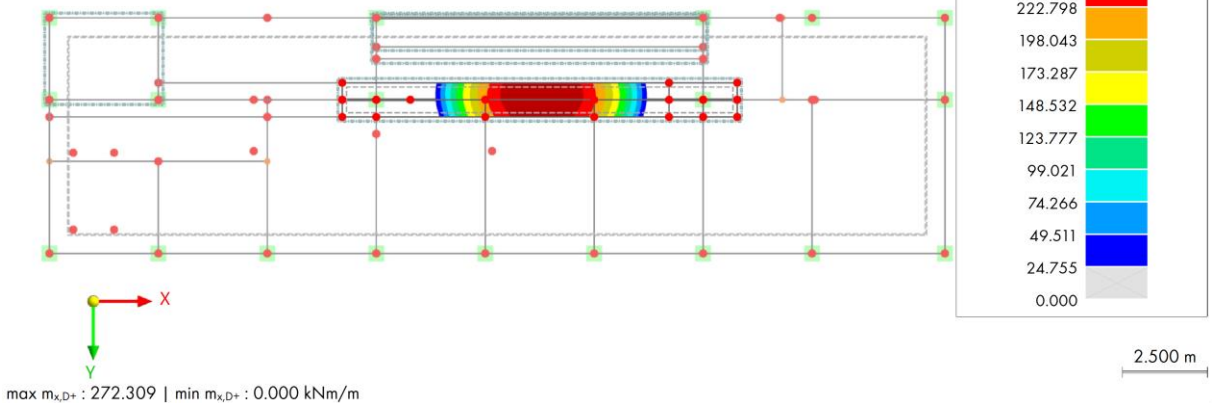 222.798
198.043
173.287
148.532
123.777
99.021
74.266
49.511
24.755
0.000
X
Y
2.500 m
max mx,D+ : 272.309 | min mx,D+ : 0.000 kNm/m